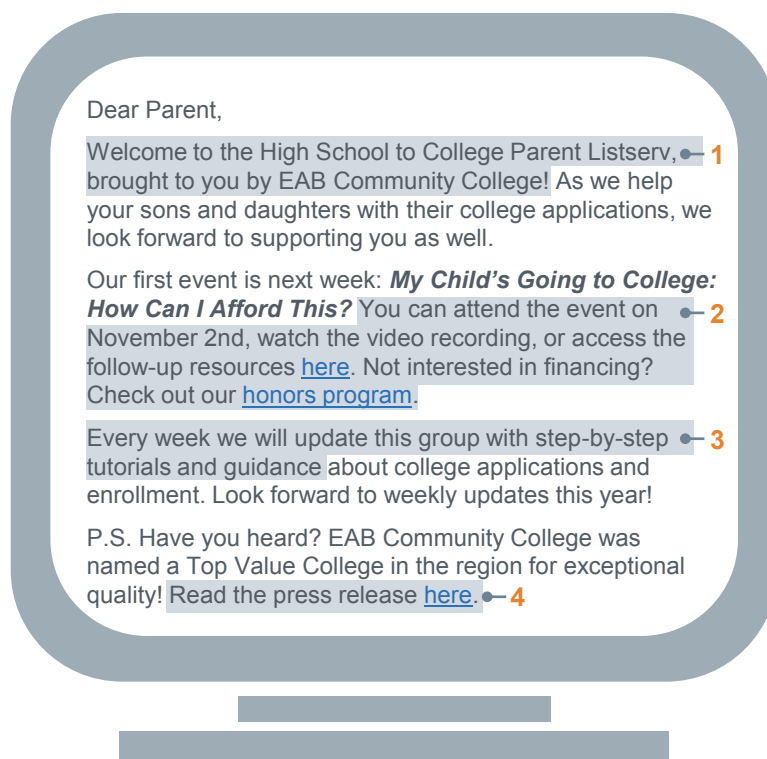 Dear Parent,
Welcome to the High School to College Parent Listserv, 1
brought to you by EAB Community College! As we help
your sons and daughters with their college applications, we
look forward to supporting you as well.
Our first event is next week: My Child's Going to College:
How Can I Afford This? You can attend the event on 2
November 2nd, watch the video recording, or access the
follow-up resources here. Not interested in financing?
Check out our honors program.
Every week we will update this group with step-by-step 3
tutorials and guidance about college applications and
enrollment. Look forward to weekly updates this year!
P.S. Have you heard? EAB Community College was
named a Top Value College in the region for exceptional
quality! Read the press release here. 4